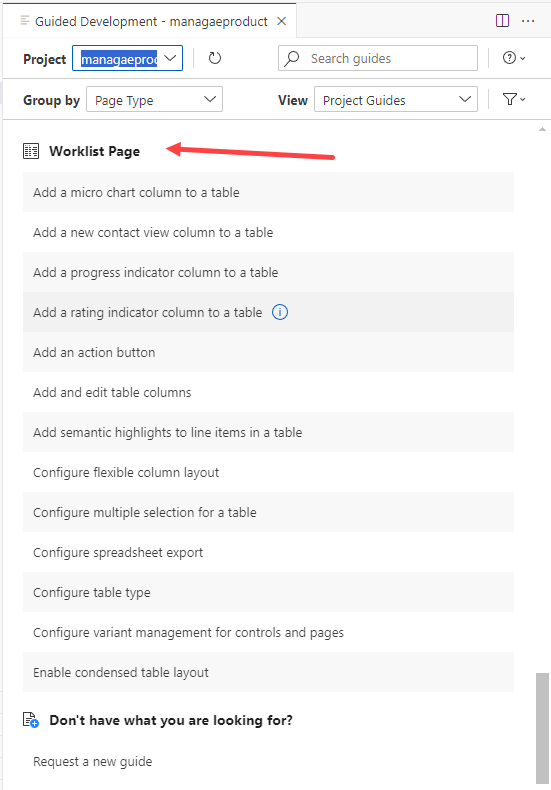 Guided Development - managaeproduct
Project managaeproc Search guides
Group by Page Type View Project Guides
Worklist Page
Add a micro chart column to a table
Add a new contact view column to a table
Add a progress indicator column to a table
Add a rating indicator column to a table
Add an action button
Add and edit table columns
Add semantic highlights to line items in a table
Configure flexible column layout
Configure multiple selection for a table
Configure spreadsheet export
Configure table type
Configure variant management for controls and pages
Enable condensed table layout
Don't have what you are looking for?
Request a new guide